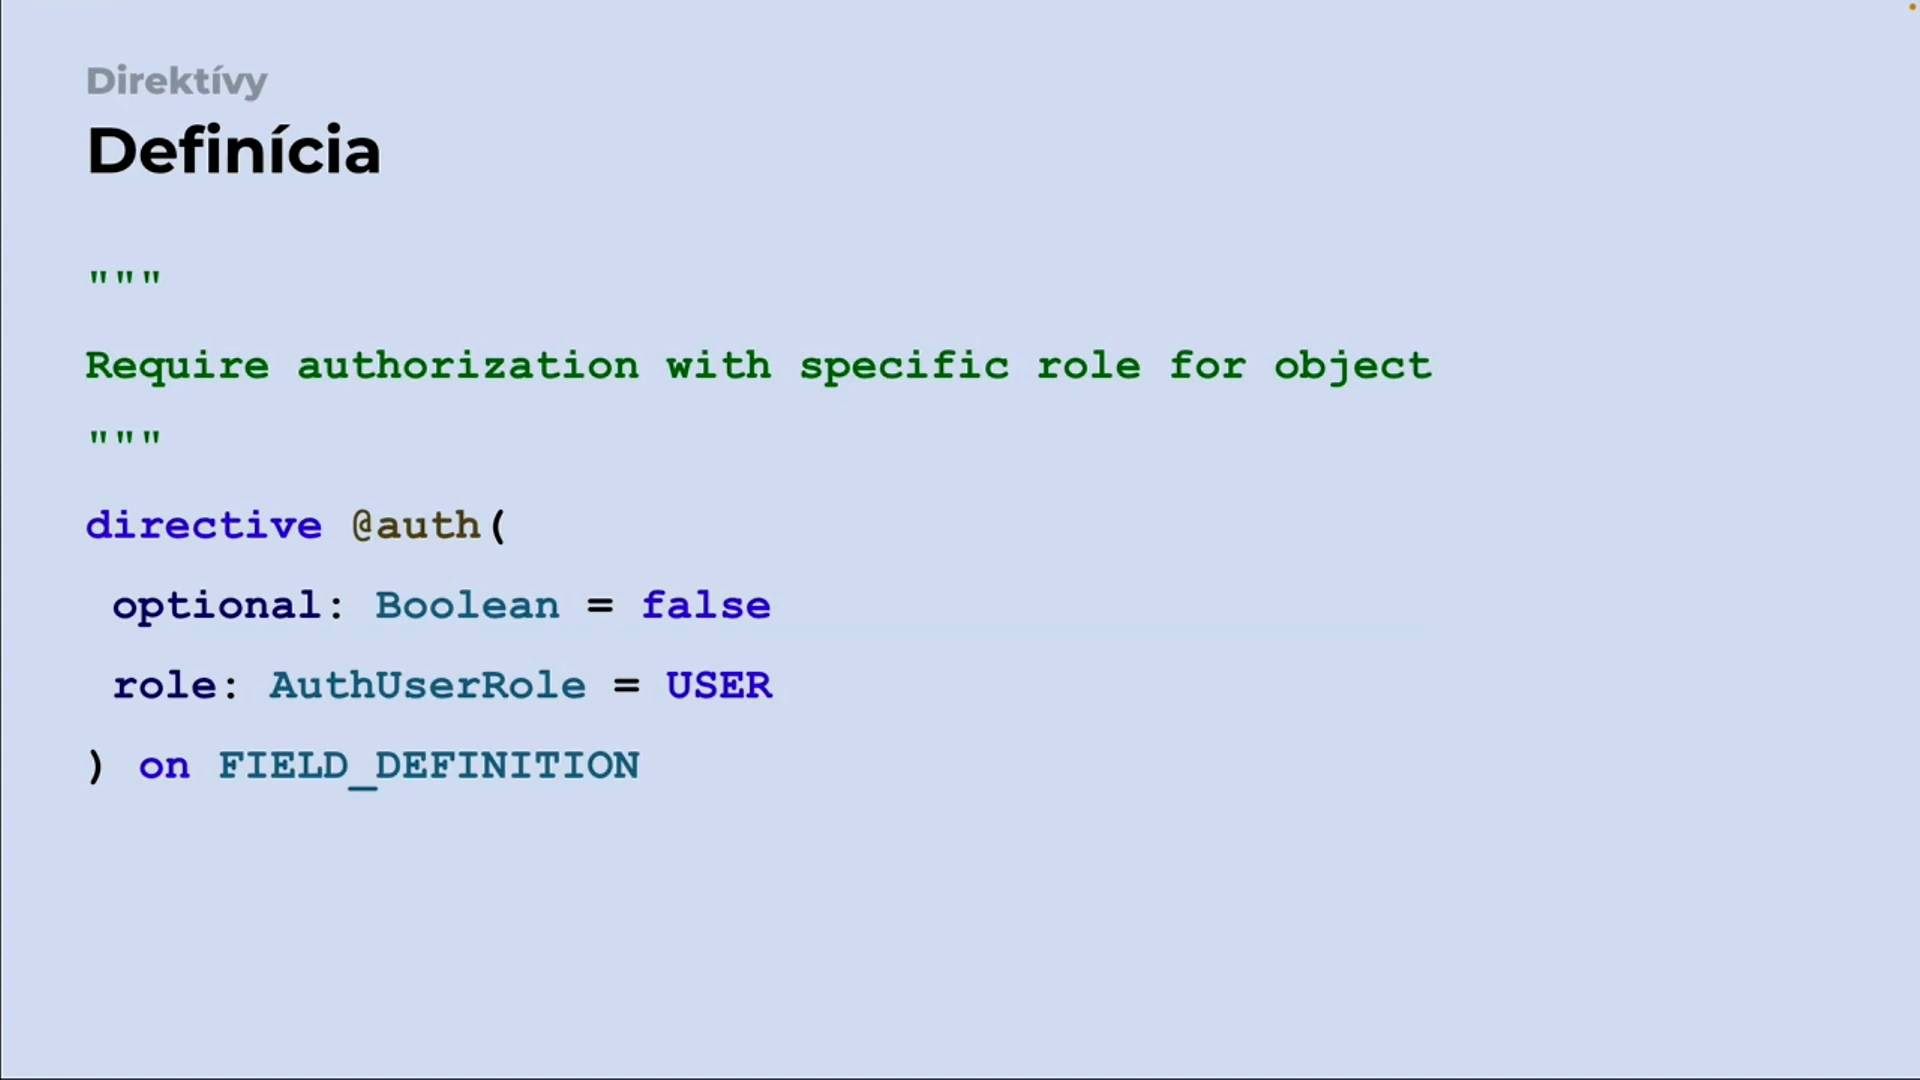 Direktívy
Definícia
"""
Require authorization with specific role for object
"""
directive @auth(
 optional: Boolean = false
 role: AuthUserRole = USER
) on FIELD_DEFINITION